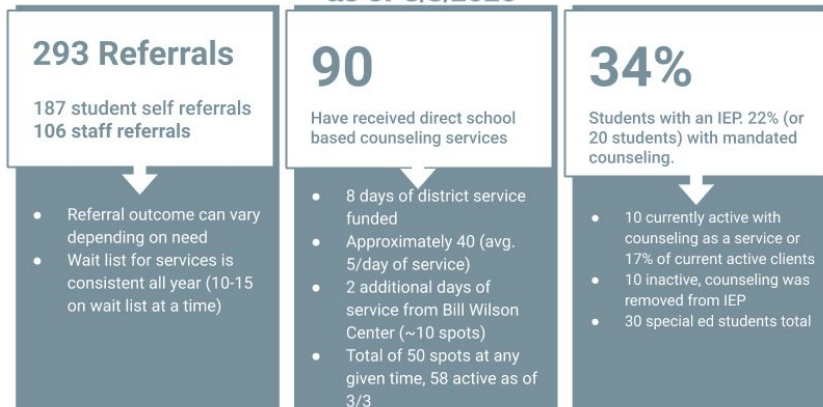 293 Referrals
187 student self referrals
106 staff referrals
● Referral outcome can vary
depending on need
● Wait list for services is
consistent all year (10-15
on wait list at a time)
90
Have received direct school
based counseling services
● 8 days of district service
funded
● Approximately 40 (avg.
5/day of service)
● 2 additional days of
service from Bill Wilson
Center (~10 spots)
● Total of 50 spots at any
given time, 58 active as of
3/3
34%
Students with an IEP. 22% (or
20 students) with mandated
counseling.
● 10 currently active with
counseling as a service or
17% of current active clients
● 10 inactive, counseling was
removed from IEP
● 30 special ed students total